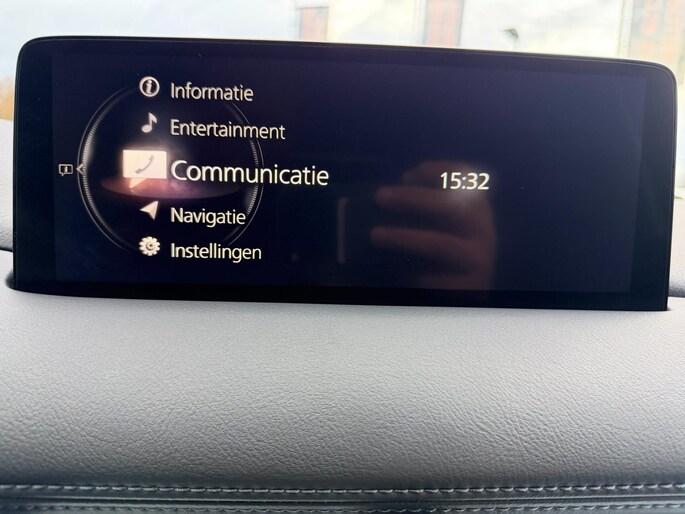 Informatie
Entertainment
Communicatie
15:32
Navigatie
Instellingen